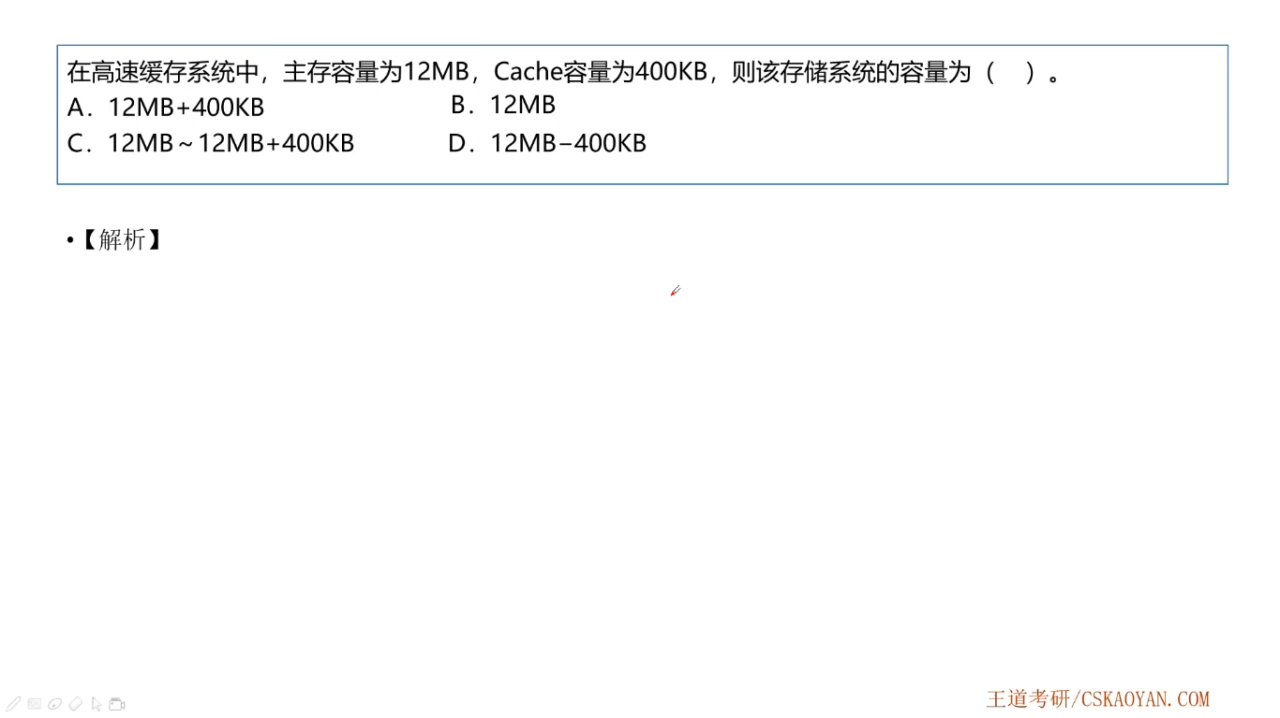 在高速缓存系统中，主存容量为12MB，Cache容量为400KB，则该存储系统的容量为（　）。
A．12MB+400KB B．12MB
C．12MB～12MB+400KB D．12MB−400KB
•【解析】
王道考研/CSKAOYAN.COM